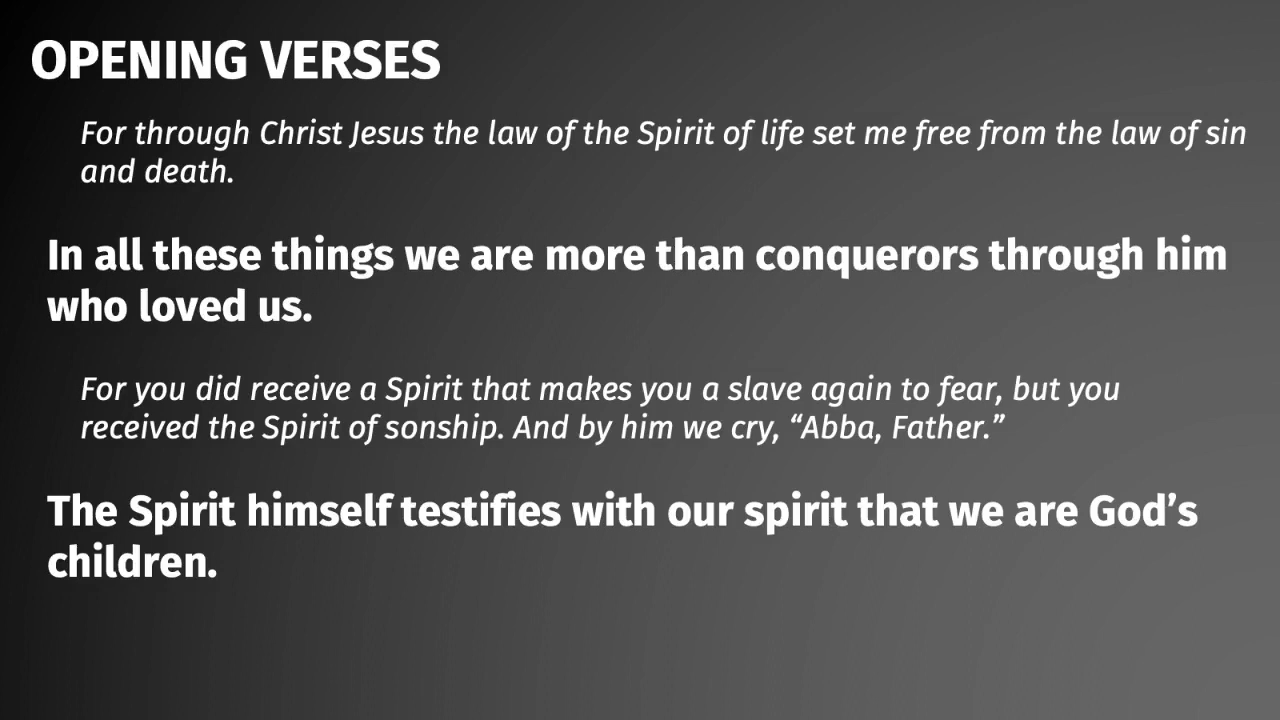 OPENING VERSES
For through Christ Jesus the law of the Spirit of life set me free from the law of sin
and death.
In all these things we are more than conquerors through him
who loved us.
For you did receive a Spirit that makes you a slave again to fear, but you
received the Spirit of sonship. And by him we cry, “Abba, Father.”
The Spirit himself testifies with our spirit that we are God’s
children.